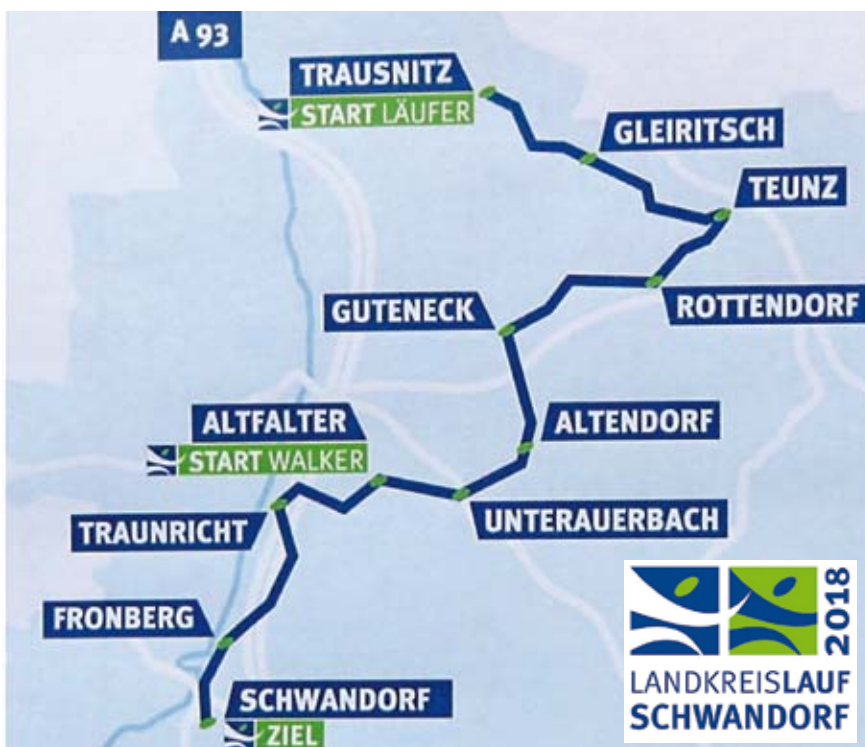 A 93
TRAUSNITZ
START LÄUFER
GLEIRITSCH
TEUNZ
GUTENECK
ROTTENDORF
ALTFALTER
START WALKER
ALTENDORF
TRAUNRICHT
UNTERAUERBACH
FRONBERG
SCHWANDORF
ZIEL
2018
LANDKREISLAUF
SCHWANDORF